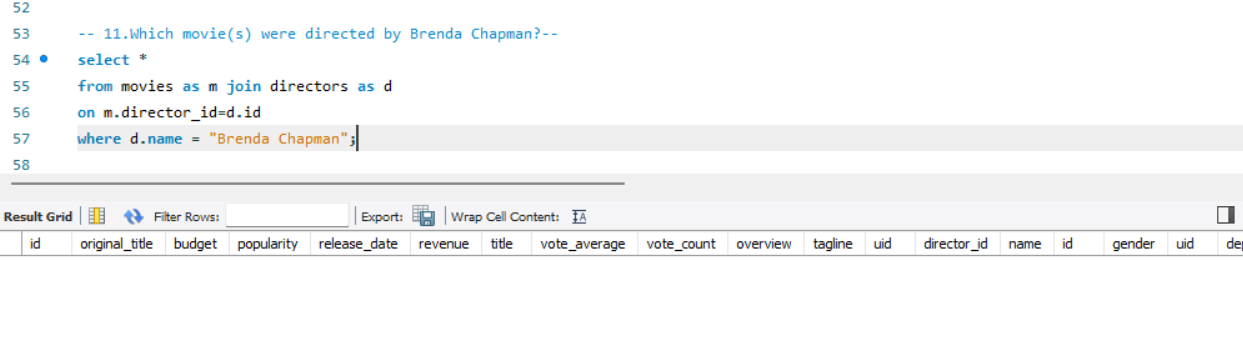 52
53 -- 11.Which movie(s) were directed by Brenda Chapman?--
54 select *
55 from movies as m join directors as d
56 on m.director_id=d.id
57 where d.name = "Brenda Chapman";
58
Result Grid Filter Rows: Export: Wrap Cell Content: IA
id original_title budget popularity release_date revenue title vote_average vote_count overview tagline uid director_id name id gender uid dep